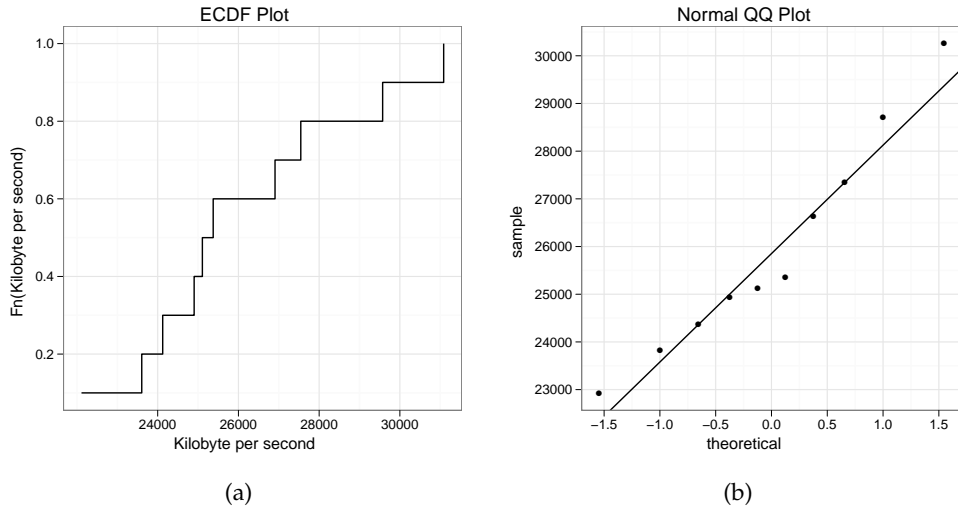 ECDF Plot
1.0
0.8
0.6
0.4
0.2
Fn(Kilobyte per second)
24000 26000 28000 30000
Kilobyte per second
(a)
Normal QQ Plot
30000
29000
28000
27000
26000
25000
24000
23000
sample
−1.5 −1.0 −0.5 0.0 0.5 1.0 1.5
theoretical
(b)